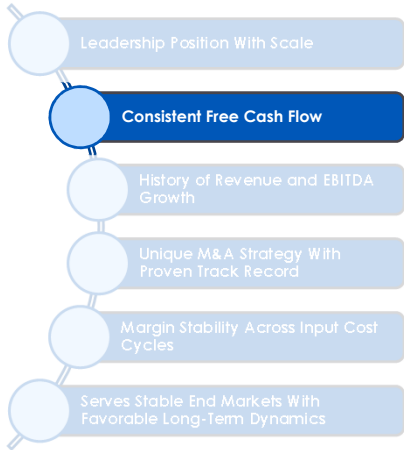 Leadership Position With Scale
Consistent Free Cash Flow
History of Revenue and EBITDA
Growth
Unique M&A Strategy With
Proven Track Record
Margin Stability Across Input Cost
Cycles
Serves Stable End Markets With
Favorable Long-Term Dynamics